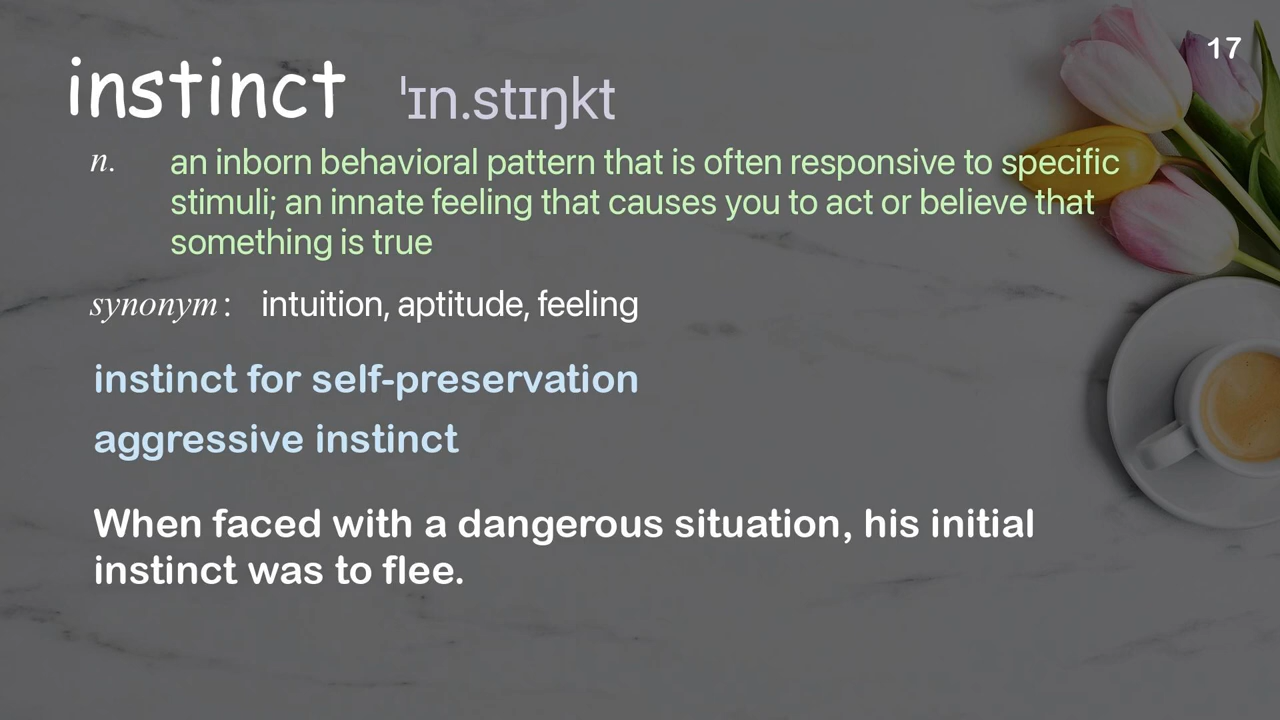 17
instinct ˈɪn.stɪŋkt
n. an inborn behavioral pattern that is often responsive to specific
stimuli; an innate feeling that causes you to act or believe that
something is true
synonym: intuition, aptitude, feeling
instinct for self-preservation
aggressive instinct
When faced with a dangerous situation, his initial
instinct was to flee.